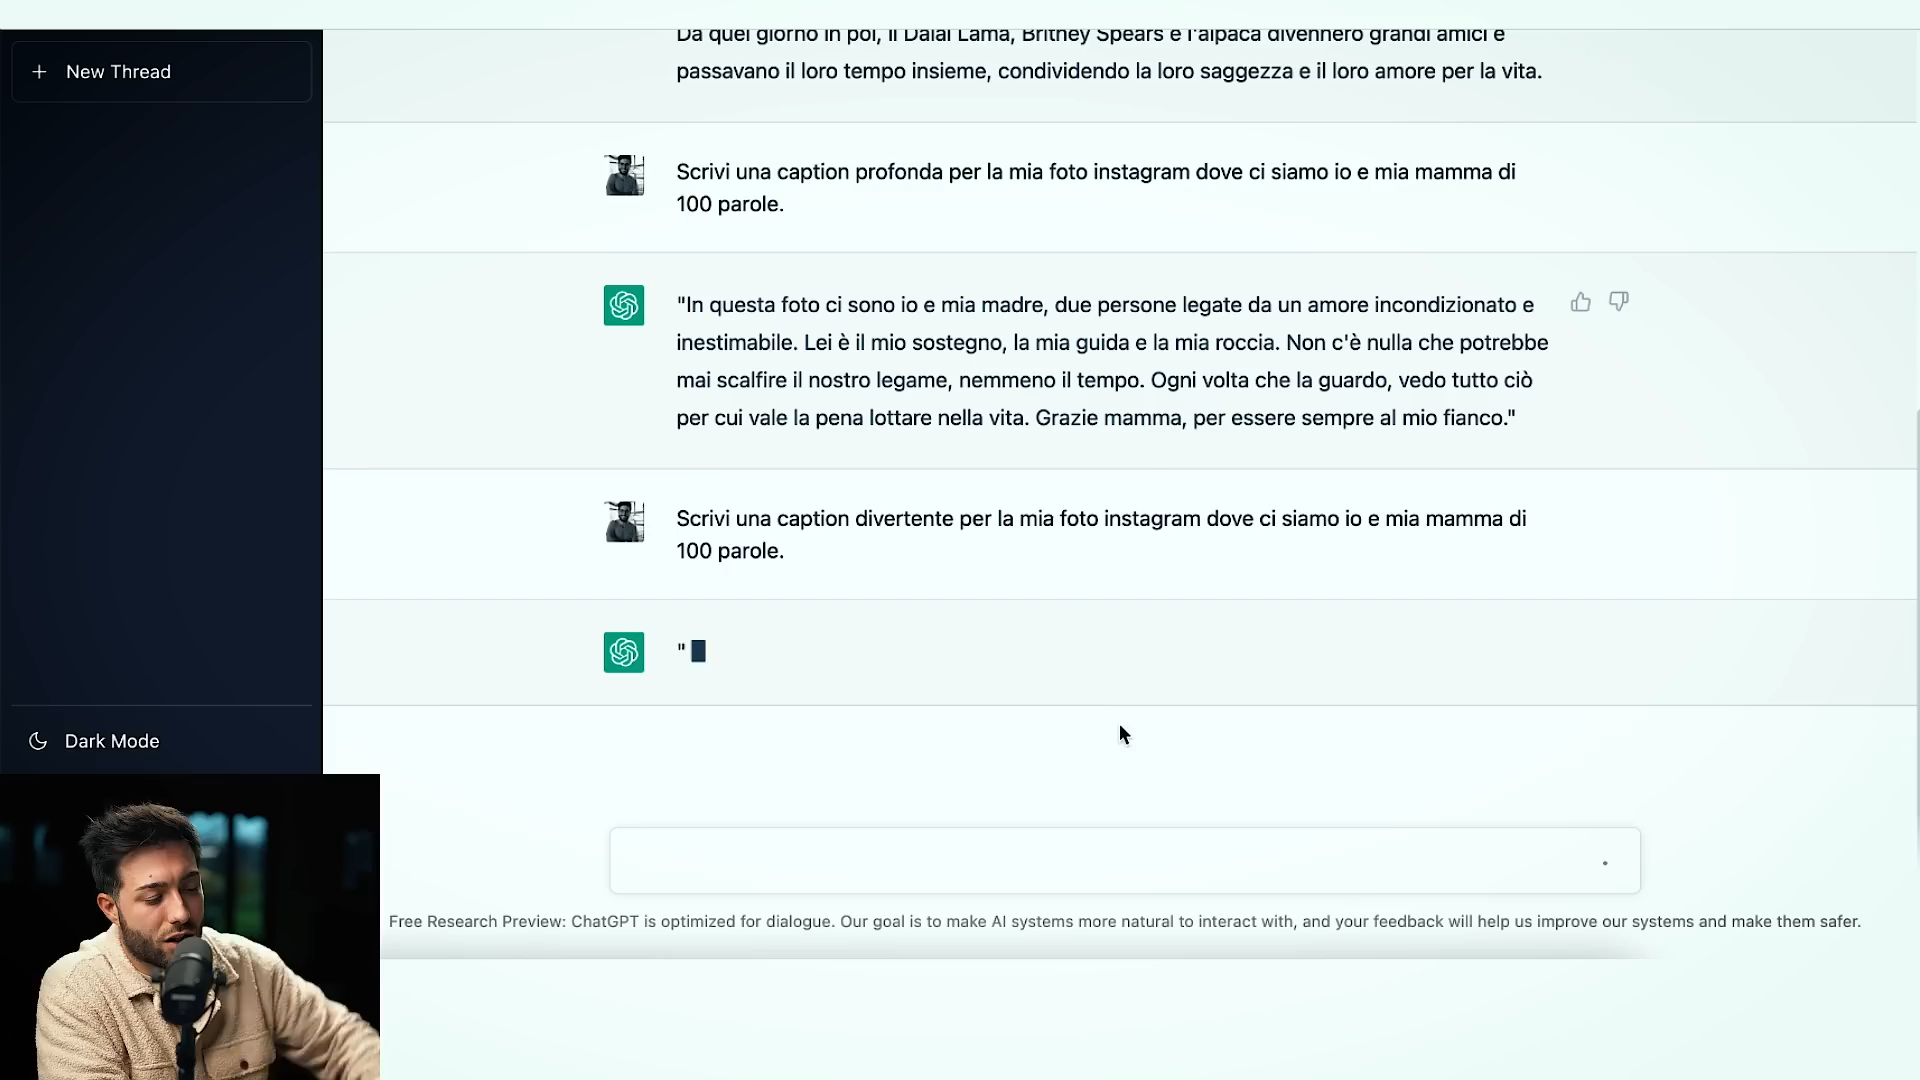 New Thread
Da quel giorno in poi, il Dalai Lama, Britney Spears e l'alpaca divennero grandi amici e
passavano il loro tempo insieme, condividendo la loro saggezza e il loro amore per la vita.
Scrivi una caption profonda per la mia foto instagram dove ci siamo io e mia mamma di
100 parole.
"In questa foto ci sono io e mia madre, due persone legate da un amore incondizionato e
inestimabile. Lei è il mio sostegno, la mia guida e la mia roccia. Non c'è nulla che potrebbe
mai scalfire il nostro legame, nemmeno il tempo. Ogni volta che la guardo, vedo tutto ciò
per cui vale la pena lottare nella vita. Grazie mamma, per essere sempre al mio fianco."
Scrivi una caption divertente per la mia foto instagram dove ci siamo io e mia mamma di
100 parole.
"
Dark Mode
Free Research Preview: ChatGPT is optimized for dialogue. Our goal is to make AI systems more natural to interact with, and your feedback will help us improve our systems and make them safer.